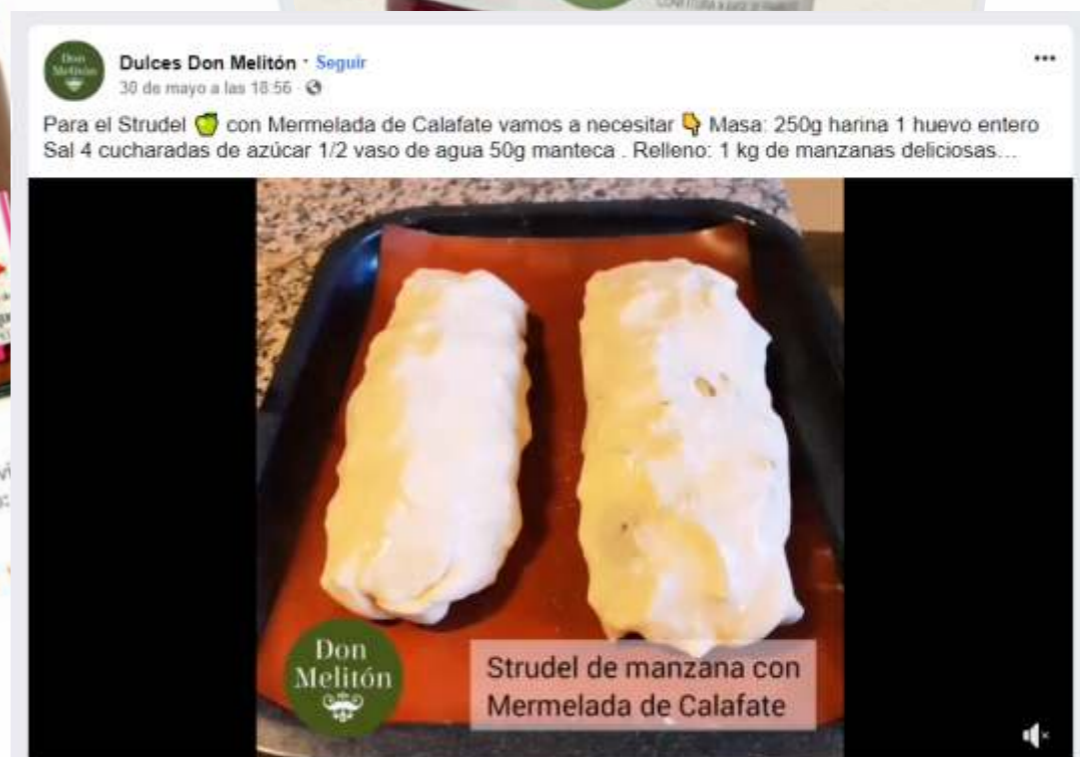 Dulces Don Melitón · Seguir
30 de mayo a las 18:56 ·
Para el Strudel 🍏 con Mermelada de Calafate vamos a necesitar 👇 Masa: 250g harina 1 huevo entero
Sal 4 cucharadas de azúcar 1/2 vaso de agua 50g manteca . Relleno: 1 kg de manzanas deliciosas...
Don
Melitón
Strudel de manzana con
Mermelada de Calafate